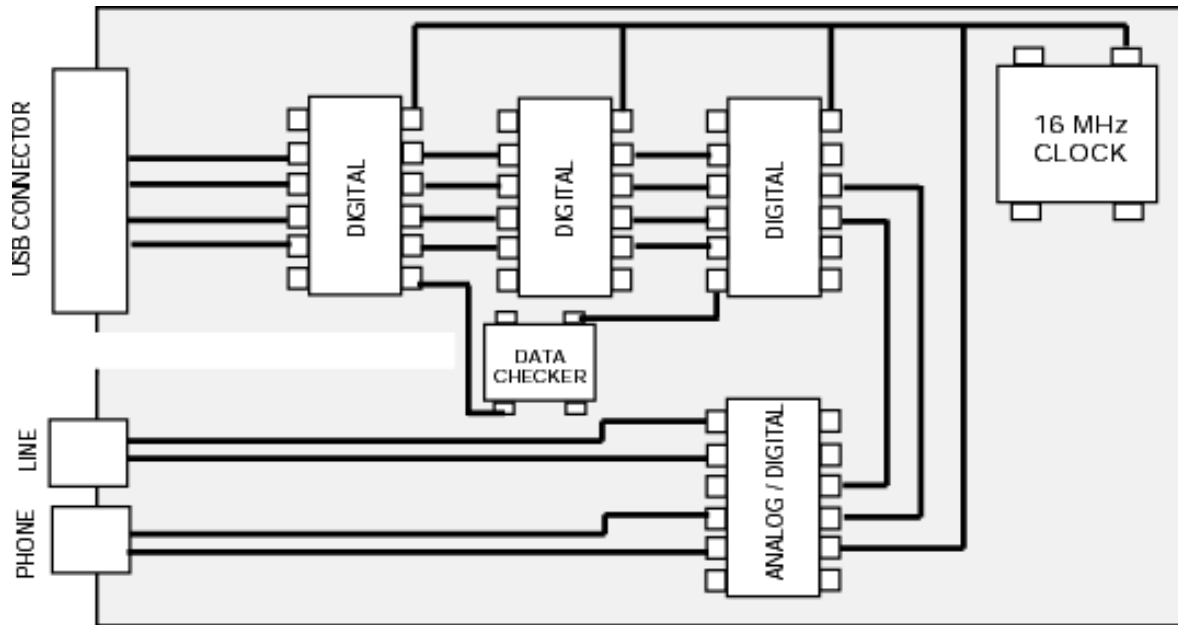 USB CONNECTOR
DIGITAL
DIGITAL
DIGITAL
16 MHz
CLOCK
DATA
CHECKER
LINE
PHONE
ANALOG / DIGITAL